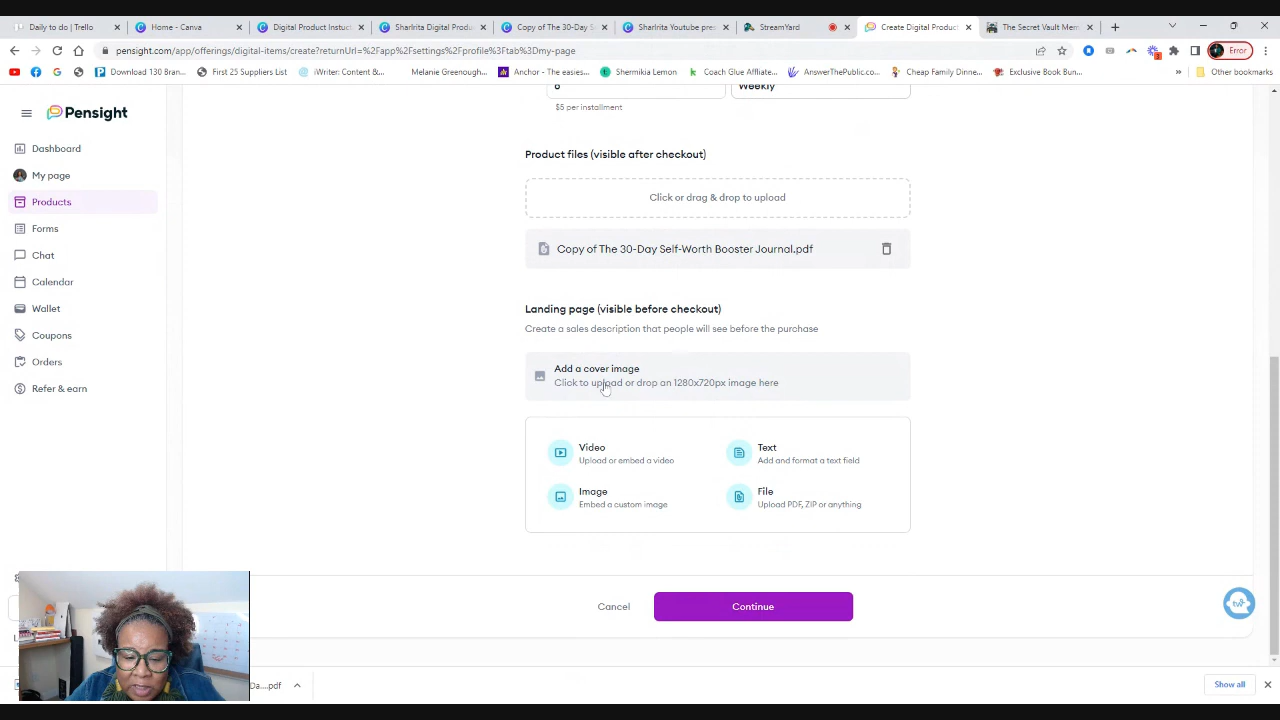 Daily to do | Trello
Home - Canva
Digital Product Instuct
SharIrita Digital Produ
Copy of The 30-Day S
SharIrita Youtube pres
StreamYard
Create Digital Product
The Secret Vault Mem
pensight.com/app/offerings/digital-items/create?returnUrl=%2Fapp%2Fsettings%2Fprofile%3Ftab%3Dmy-page
Error
Download 130 Bran...
First 25 Suppliers List
iWriter: Content &...
Melanie Greenough...
Anchor - The easies...
Shermikia Lemon
Coach Glue Affliate...
AnswerThePublic.co...
Cheap Family Dinne...
Exclusive Book Bun...
»
Other bookmarks
Pensight
Dashboard
My page
Products
Forms
Chat
Calendar
Wallet
Coupons
Orders
Refer & earn
Weekly
$5 per installment
Product files (visible after checkout)
Click or drag & drop to upload
Copy of The 30-Day Self-Worth Booster Journal.pdf
Landing page (visible before checkout)
Create a sales description that people will see before the purchase
Add a cover image
Click to upload or drop an 1280x720px image here
Video
Upload or embed a video
Text
Add and format a text field
Image
Embed a custom image
File
Upload PDF, ZIP or anything
Cancel
Continue
Da....pdf
Show all